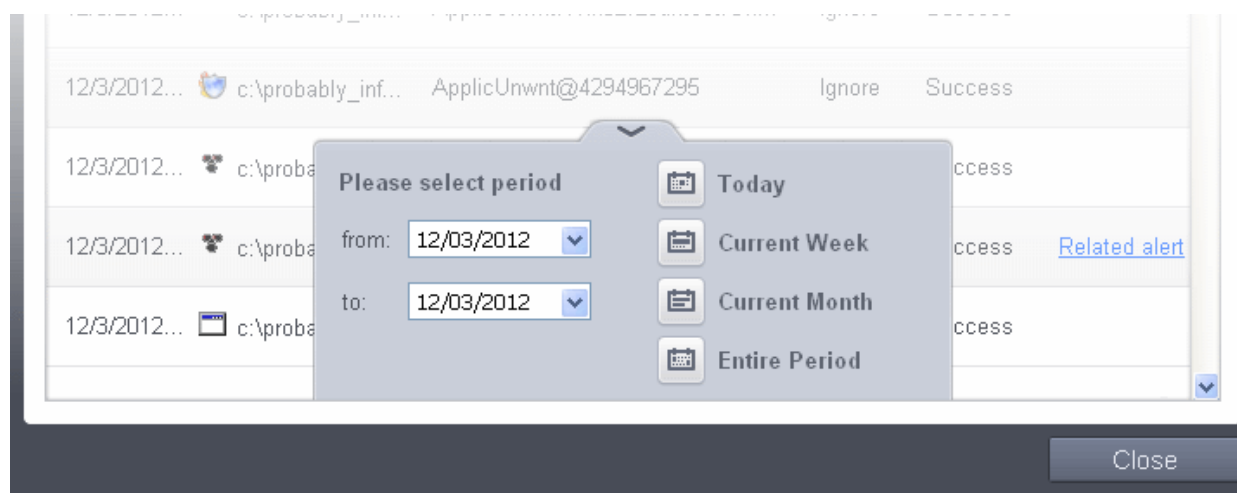 12/3/2012... c:\probably_inf... ApplicUnwnt@4294967295 Ignore Success
12/3/2012... c:\proba ccess
Please select period
Today
12/3/2012... c:\proba ccess Related alert
from: 12/03/2012
Current Week
to: 12/03/2012
Current Month
12/3/2012... c:\proba ccess
Entire Period
Close